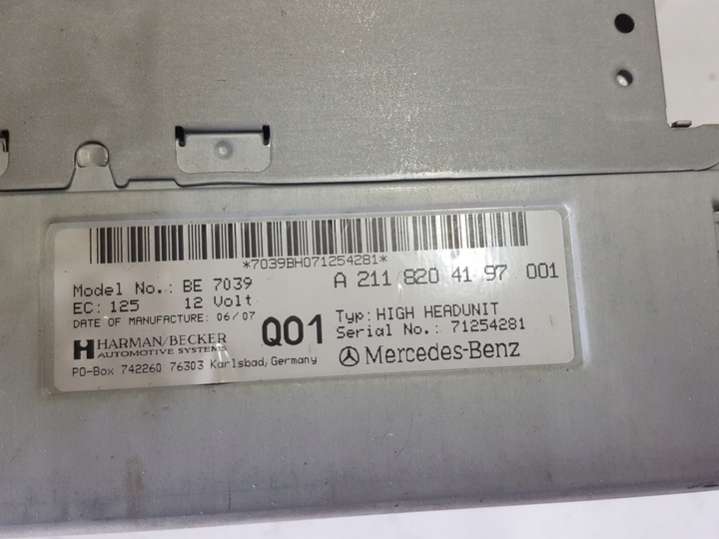 *7039BH071254281*
Model No.: BE 7039
A 211 820 41 97 001
EC: 125 12 Volt
DATE OF MANUFACTURE: 06/07
Q01
Typ: HIGH HEADUNIT
Serial No.: 71254281
HARMAN/BECKER
AUTOMOTIVE SYSTEMS
Mercedes-Benz
PO-Box 742260 76303 Karlsbad, Germany